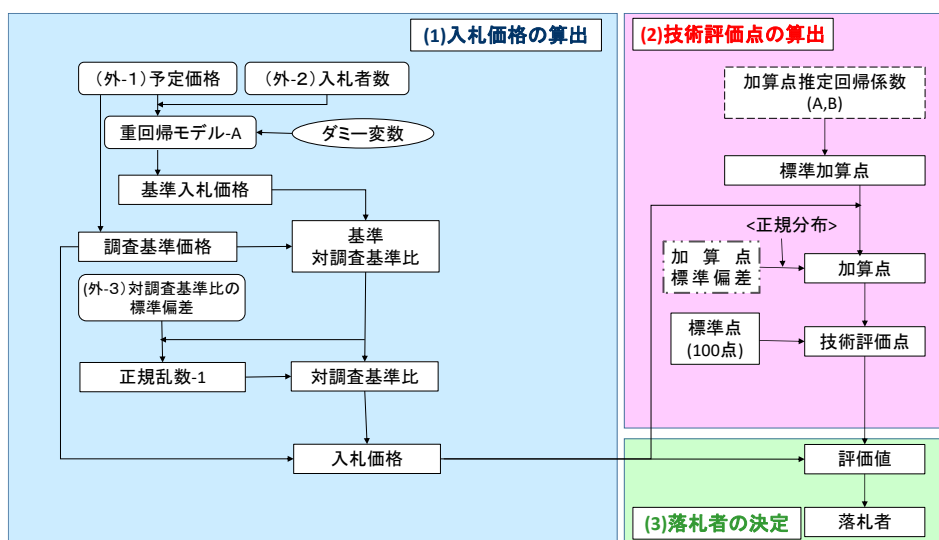 (1)入札価格の算出
（外-1）予定価格
（外-2）入札者数
重回帰モデル-A
ダミー変数
基準入札価格
調査基準価格
基準
対調査基準比
(外-3）対調査基準比の
標準偏差
正規乱数-1
対調査基準比
入札価格
(2)技術評価点の算出
加算点推定回帰係数
(A,B)
標準加算点
<正規分布>
加算点
標準偏差
加算点
標準点
(100点)
技術評価点
評価値
(3)落札者の決定
落札者